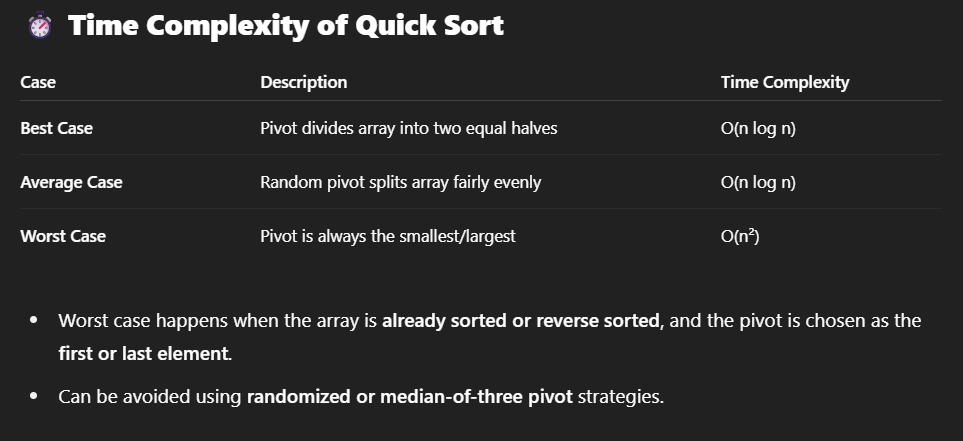 Time Complexity of Quick Sort
Case Description Time Complexity
Best Case Pivot divides array into two equal halves O(n log n)
Average Case Random pivot splits array fairly evenly O(n log n)
Worst Case Pivot is always the smallest/largest O(n²)
• Worst case happens when the array is already sorted or reverse sorted, and the pivot is chosen as the
first or last element.
• Can be avoided using randomized or median-of-three pivot strategies.